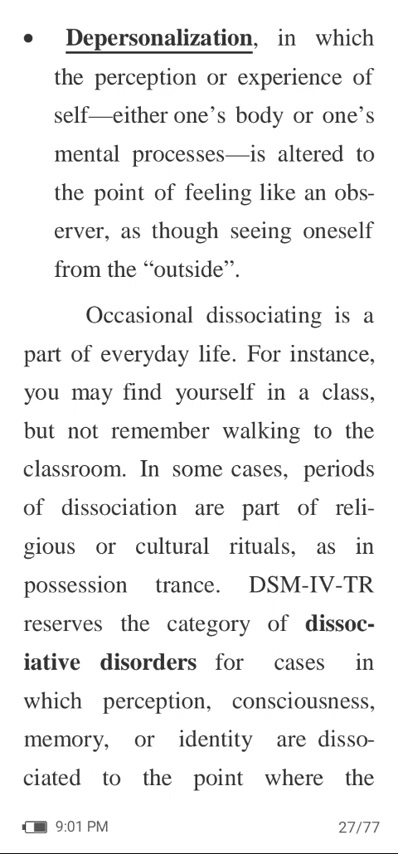 • Depersonalization, in which
the perception or experience of
self—either one’s body or one’s
mental processes—is altered to
the point of feeling like an obs-
erver, as though seeing oneself
from the “outside”.
Occasional dissociating is a
part of everyday life. For instance,
you may find yourself in a class,
but not remember walking to the
classroom. In some cases, periods
of dissociation are part of reli-
gious or cultural rituals, as in
possession trance. DSM-IV-TR
reserves the category of dissoc-
iative disorders for cases in
which perception, consciousness,
memory, or identity are disso-
ciated to the point where the
9:01 PM 27/77